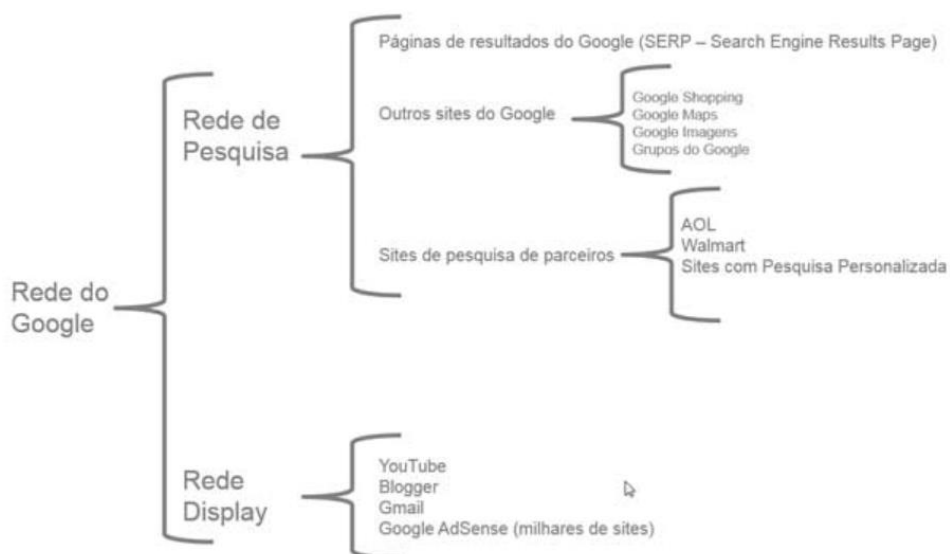 Rede do
Google
Rede de
Pesquisa
Páginas de resultados do Google (SERP – Search Engine Results Page)
Outros sites do Google
Google Shopping
Google Maps
Google Imagens
Grupos do Google
Sites de pesquisa de parceiros
AOL
Walmart
Sites com Pesquisa Personalizada
Rede
Display
YouTube
Blogger
Gmail
Google AdSense (milhares de sites)